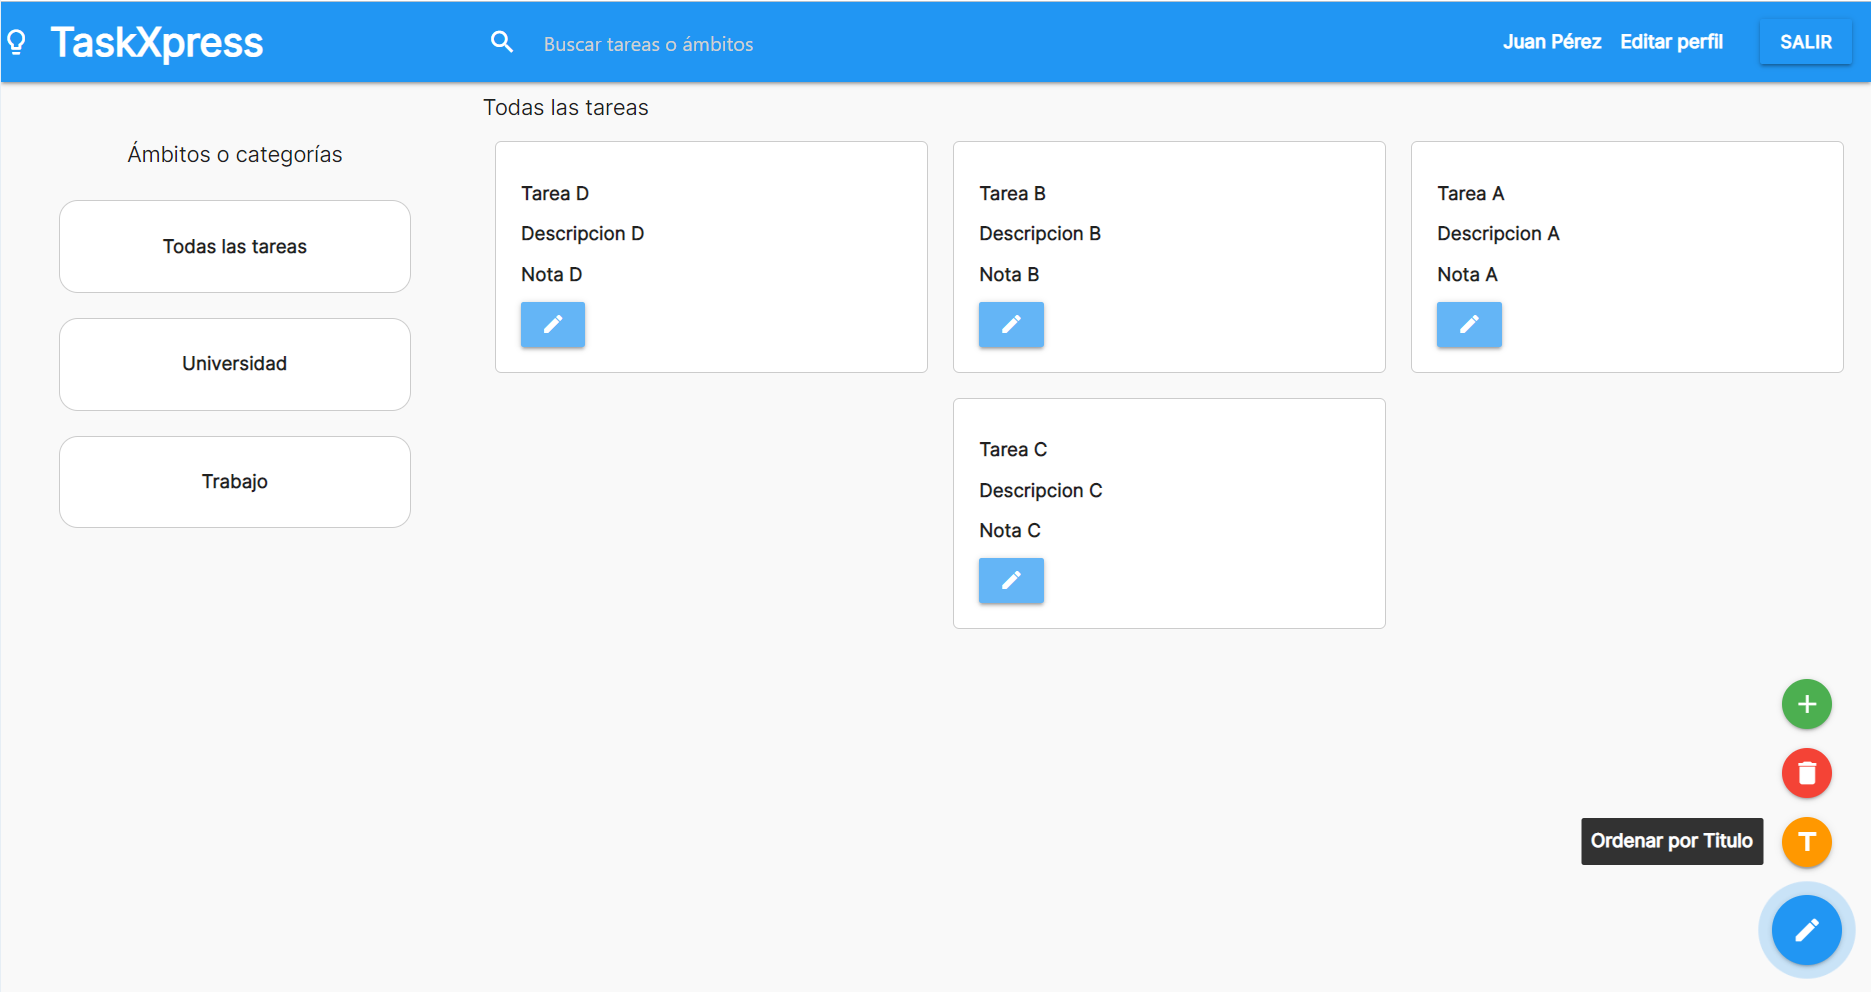 TaskXpress
Buscar tareas o ámbitos
Juan Pérez
Editar perfil
SALIR
Ámbitos o categorías
Todas las tareas
Universidad
Trabajo
Todas las tareas
Tarea D
Descripcion D
Nota D
Tarea B
Descripcion B
Nota B
Tarea A
Descripcion A
Nota A
Tarea C
Descripcion C
Nota C
Ordenar por Titulo
T